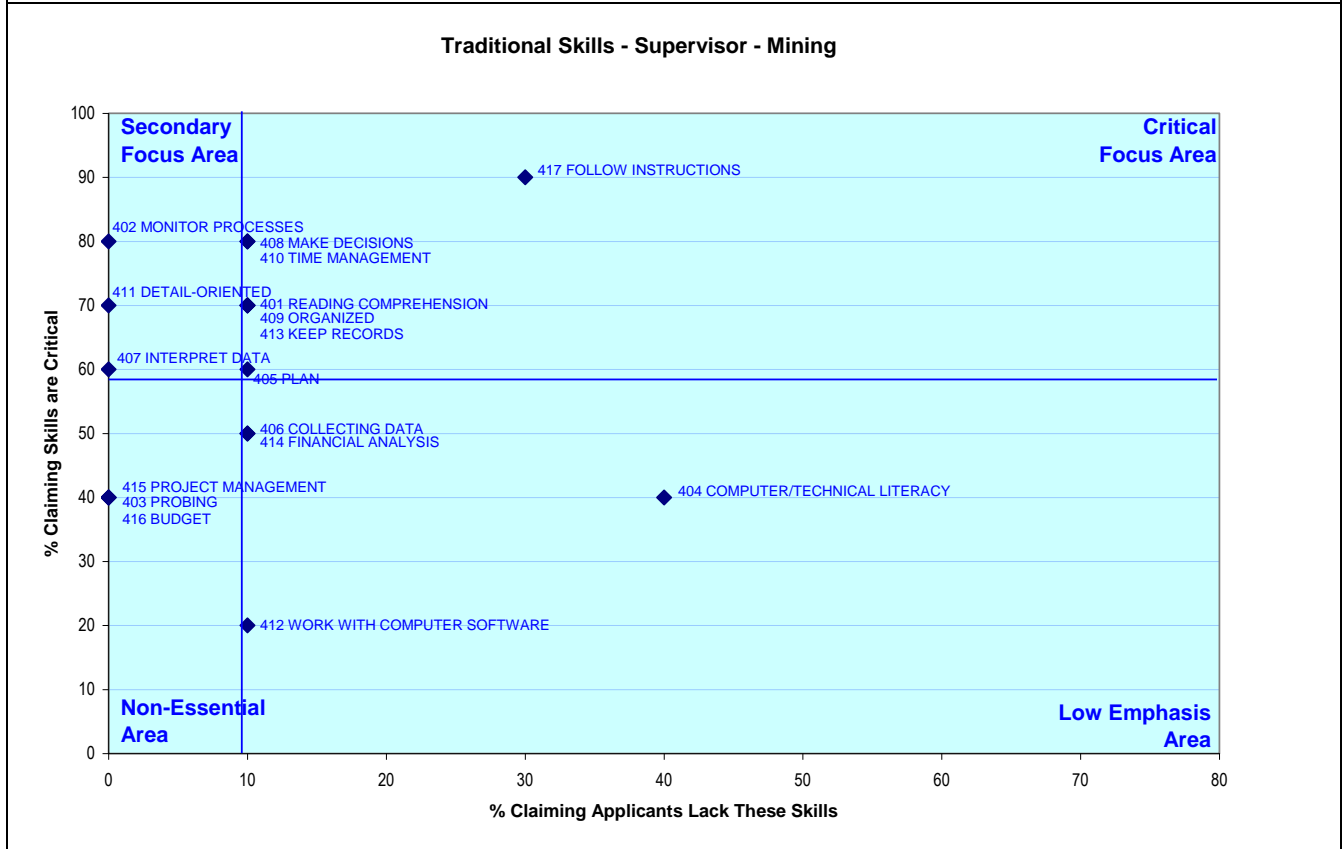 Traditional Skills - Supervisor - Mining
100
90
80
70
60
50
40
30
20
10
0
% Claiming Skills are Critical
Secondary
Focus Area
Critical
Focus Area
417 FOLLOW INSTRUCTIONS
402 MONITOR PROCESSES
408 MAKE DECISIONS
410 TIME MANAGEMENT
411 DETAIL-ORIENTED
401 READING COMPREHENSION
409 ORGANIZED
413 KEEP RECORDS
407 INTERPRET DATA
405 PLAN
406 COLLECTING DATA
414 FINANCIAL ANALYSIS
415 PROJECT MANAGEMENT
403 PROBING
416 BUDGET
404 COMPUTER/TECHNICAL LITERACY
412 WORK WITH COMPUTER SOFTWARE
Non-Essential
Area
Low Emphasis
Area
0 10 20 30 40 50 60 70 80
% Claiming Applicants Lack These Skills